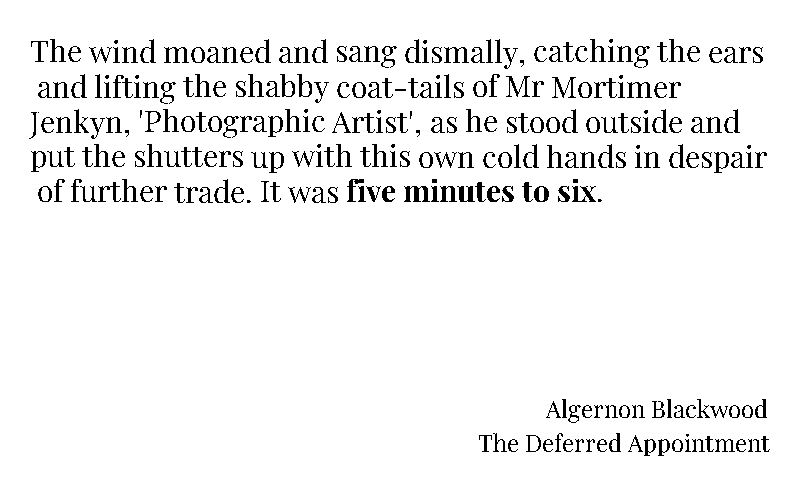 The wind moaned and sang dismally, catching the ears
and lifting the shabby coat-tails of Mr Mortimer
Jenkyn, 'Photographic Artist', as he stood outside and
put the shutters up with this own cold hands in despair
of further trade. It was five minutes to six.
Algernon Blackwood
The Deferred Appointment